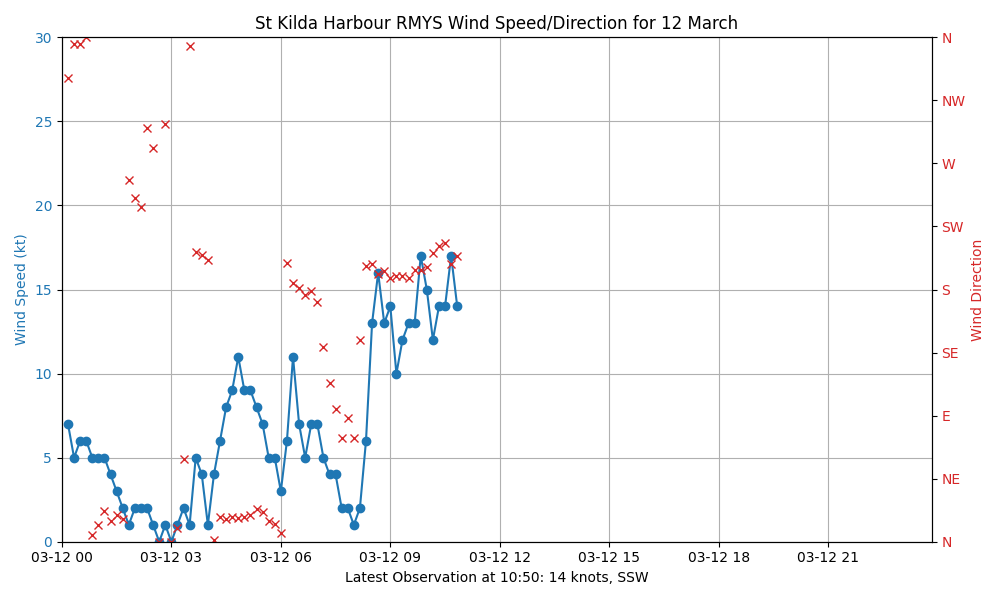 St Kilda Harbour RMYS Wind Speed/Direction for 12 March
30
25
20
15
10
5
0
Wind Speed (kt)
N
NW
W
SW
S
SE
E
NE
N
Wind Direction
03-12 00
03-12 03
03-12 06
03-12 09
03-12 12
03-12 15
03-12 18
03-12 21
Latest Observation at 10:50: 14 knots, SSW